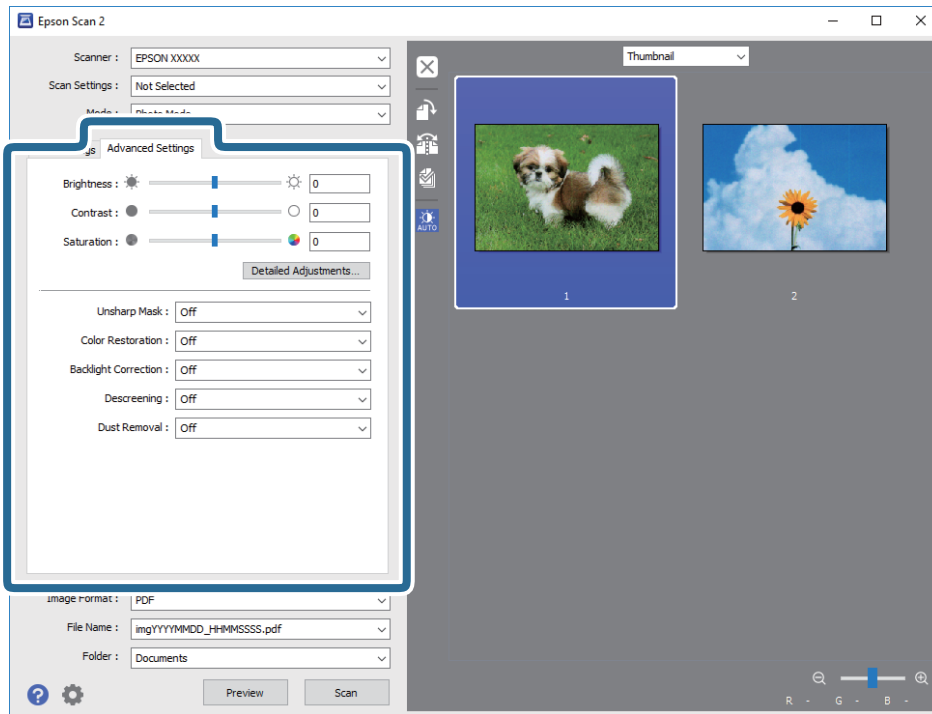 Epson Scan 2
Scanner : EPSON XXXXX
Scan Settings : Not Selected
Advanced Settings
Brightness : 0
Contrast : 0
Saturation : 0
Detailed Adjustments...
Unsharp Mask : Off
Color Restoration : Off
Backlight Correction : Off
Descreening : Off
Dust Removal : Off
Image Format : PDF
File Name : imgYYYYMMDD_HHMMSSSS.pdf
Folder : Documents
?
Preview
Scan
Thumbnail
AUTO
1
2
R - G - B -